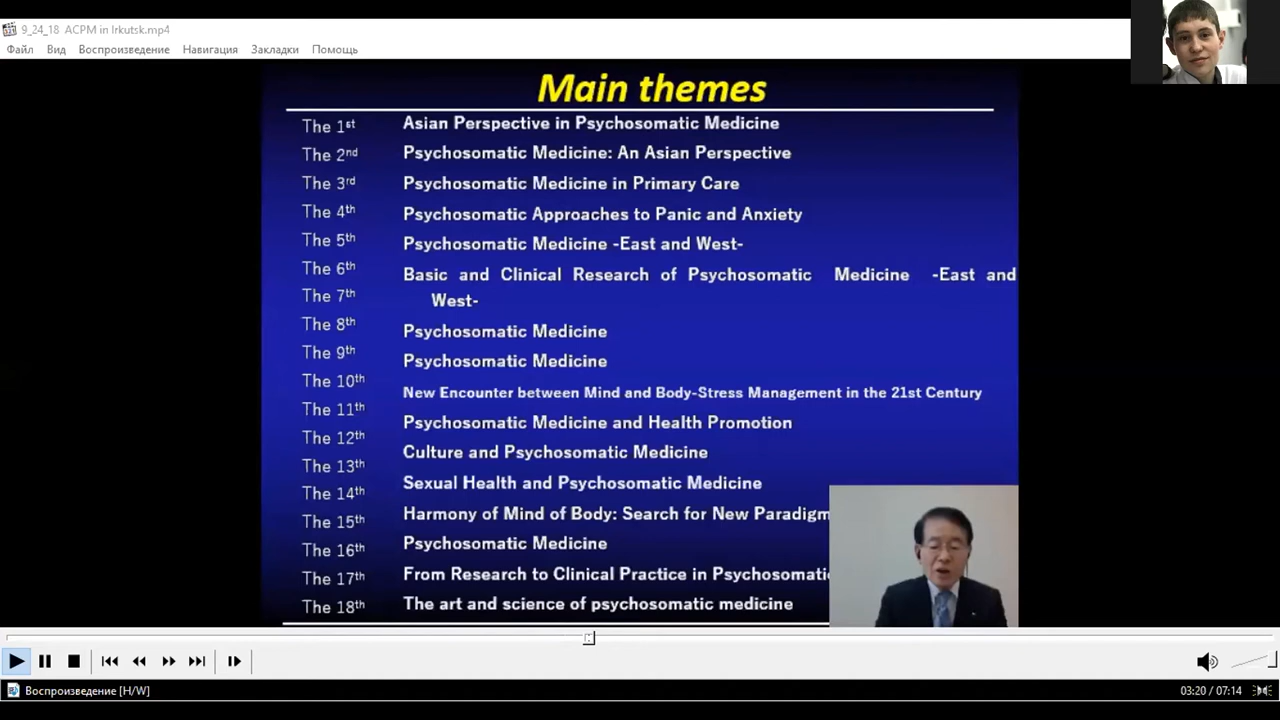 9_24_18 ACPM in Irkutsk.mp4
Файл Вид Воспроизведение Навигация Закладки Помощь
Main themes
The 1st Asian Perspective in Psychosomatic Medicine
The 2nd Psychosomatic Medicine: An Asian Perspective
The 3rd Psychosomatic Medicine in Primary Care
The 4th Psychosomatic Approaches to Panic and Anxiety
The 5th Psychosomatic Medicine -East and West-
The 6th Basic and Clinical Research of Psychosomatic Medicine -East and
The 7th West-
The 8th Psychosomatic Medicine
The 9th Psychosomatic Medicine
The 10th New Encounter between Mind and Body-Stress Management in the 21st Century
The 11th Psychosomatic Medicine and Health Promotion
The 12th Culture and Psychosomatic Medicine
The 13th Sexual Health and Psychosomatic Medicine
The 14th Harmony of Mind of Body: Search for New Paradigm
The 15th
The 16th Psychosomatic Medicine
The 17th From Research to Clinical Practice in Psychosomati
The 18th The art and science of psychosomatic medicine
Воспроизведение [H/W] 03:20 / 07:14